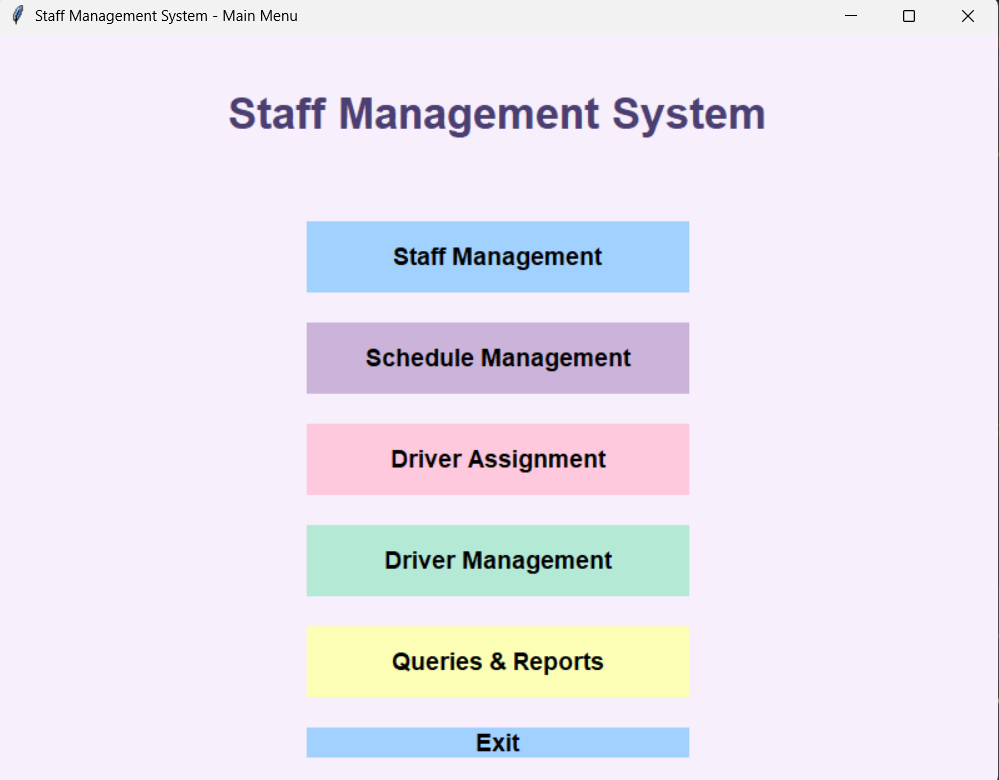 Staff Management System - Main Menu
Staff Management System
Staff Management
Schedule Management
Driver Assignment
Driver Management
Queries & Reports
Exit